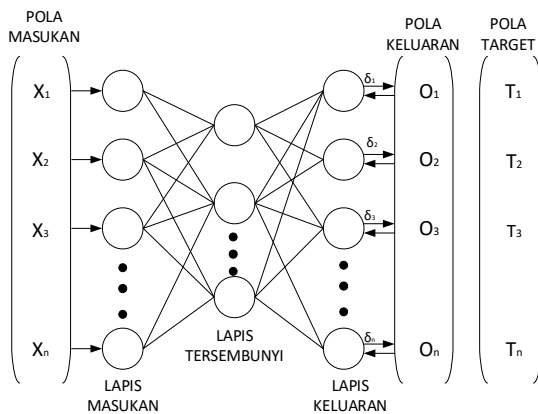 POLA
MASUKAN
POLA
KELUARAN
POLA
TARGET
X1
δ1
O1
T1
X2
δ2
O2
T2
X3
δ3
O3
T3
Xn
δn
On
Tn
LAPIS
TERSEMBUNYI
LAPIS
MASUKAN
LAPIS
KELUARAN